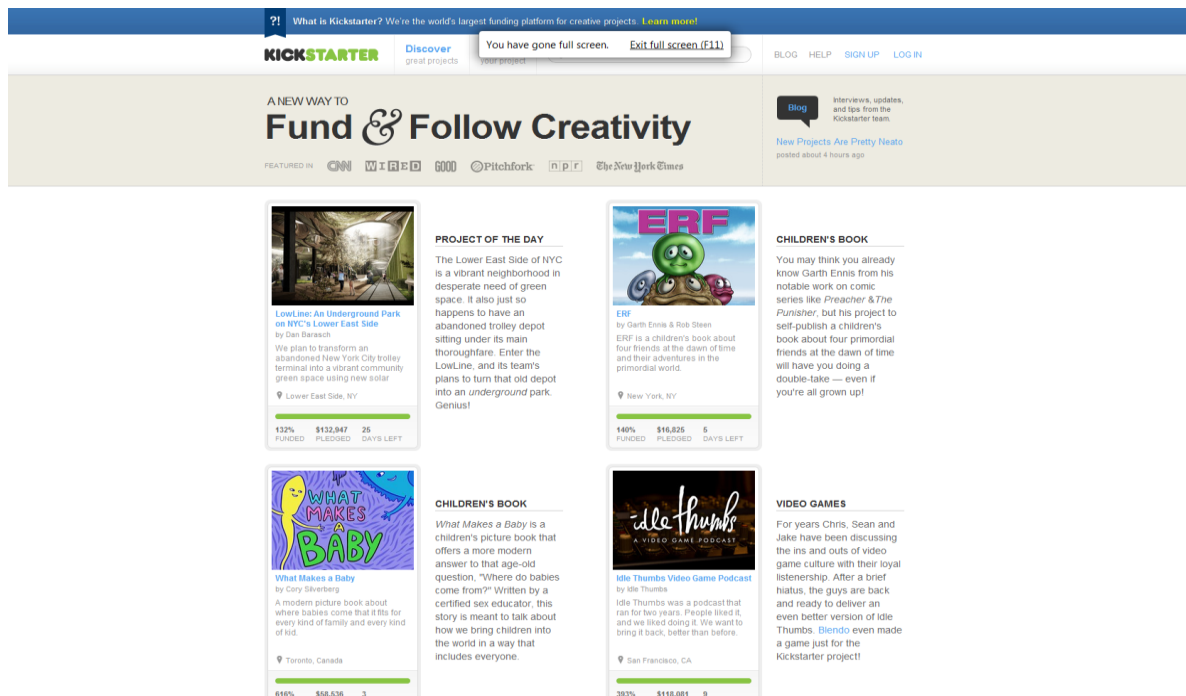 ?! What is Kickstarter? We're the world's largest funding platform for creative projects. Learn more!
You have gone full screen. Exit full screen (F11)
KICKSTARTER
Discover
great projects
your project
BLOG HELP SIGN UP LOG IN
A NEW WAY TO
Fund & Follow Creativity
FEATURED IN CNN WIRED GOOD Pitchfork npr The New York Times
Blog
Interviews, updates,
and tips from the
Kickstarter team.
New Projects Are Pretty Neato
posted about 4 hours ago
LowLine: An Underground Park
on NYC's Lower East Side
by Dan Barasch
We plan to transform an
abandoned New York City trolley
terminal into a vibrant community
green space using new solar
Lower East Side, NY
132% $132,947 25
FUNDED PLEDGED DAYS LEFT
PROJECT OF THE DAY
The Lower East Side of NYC
is a vibrant neighborhood in
desperate need of green
space. It also just so
happens to have an
abandoned trolley depot
sitting under its main
thoroughfare. Enter the
LowLine, and its team's
plans to turn that old depot
into an underground park.
Genius!
ERF
ERF
by Garth Ennis & Rob Steen
ERF is a children's book about
four friends at the dawn of time
and their adventures in the
primordial world.
New York, NY
140% $16,825 5
FUNDED PLEDGED DAYS LEFT
CHILDREN'S BOOK
You may think you already
know Garth Ennis from his
notable work on comic
series like Preacher &The
Punisher, but his project to
self-publish a children's
book about four primordial
friends at the dawn of time
will have you doing a
double-take — even if
you're all grown up!
WHAT
MAKES
A
BABY
What Makes a Baby
by Cory Silverberg
A modern picture book about
where babies come that it fits for
every kind of family and every kind
of kid.
Toronto, Canada
616% $58,536 3
CHILDREN'S BOOK
What Makes a Baby is a
children's picture book that
offers a more modern
answer to that age-old
question, "Where do babies
come from?" Written by a
certified sex educator, this
story is meant to talk about
how we bring children into
the world in a way that
includes everyone.
idle thumbs
A VIDEO GAME PODCAST
Idle Thumbs Video Game Podcast
by Idle Thumbs
Idle Thumbs was a podcast that
ran for two years. People liked it,
and we liked doing it. We want to
bring it back, better than before.
San Francisco, CA
393% $118,081 9
VIDEO GAMES
For years Chris, Sean and
Jake have been discussing
the ins and outs of video
game culture with their loyal
listenership. After a brief
hiatus, the guys are back
and ready to deliver an
even better version of Idle
Thumbs. Blendo even made
a game just for the
Kickstarter project!